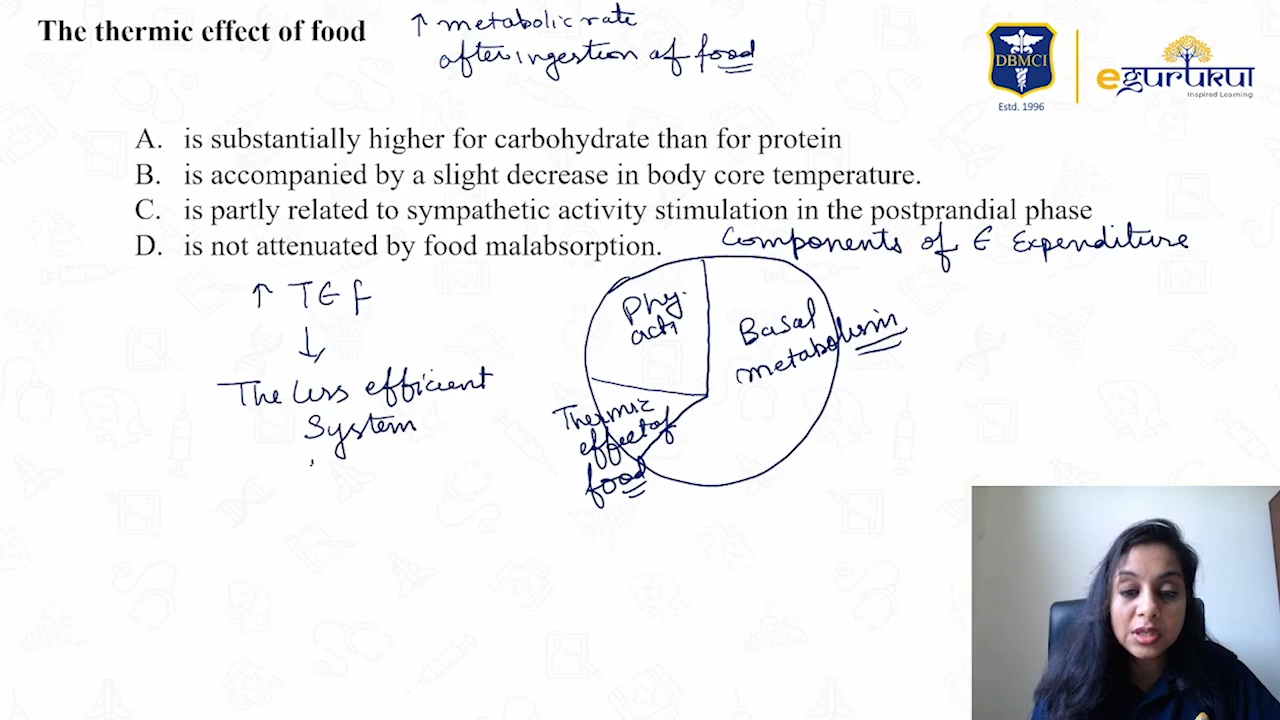 The thermic effect of food
↑ metabolic rate
after ingestion of food
DBMCI
Estd. 1996
egurukul
Inspired Learning
A. is substantially higher for carbohydrate than for protein
B. is accompanied by a slight decrease in body core temperature.
C. is partly related to sympathetic activity stimulation in the postprandial phase
D. is not attenuated by food malabsorption.
Components of E Expenditure
↑ TEF
↓
The less efficient
System
Phy.
acti
Basal
metabolism
Thermic
effect of
food